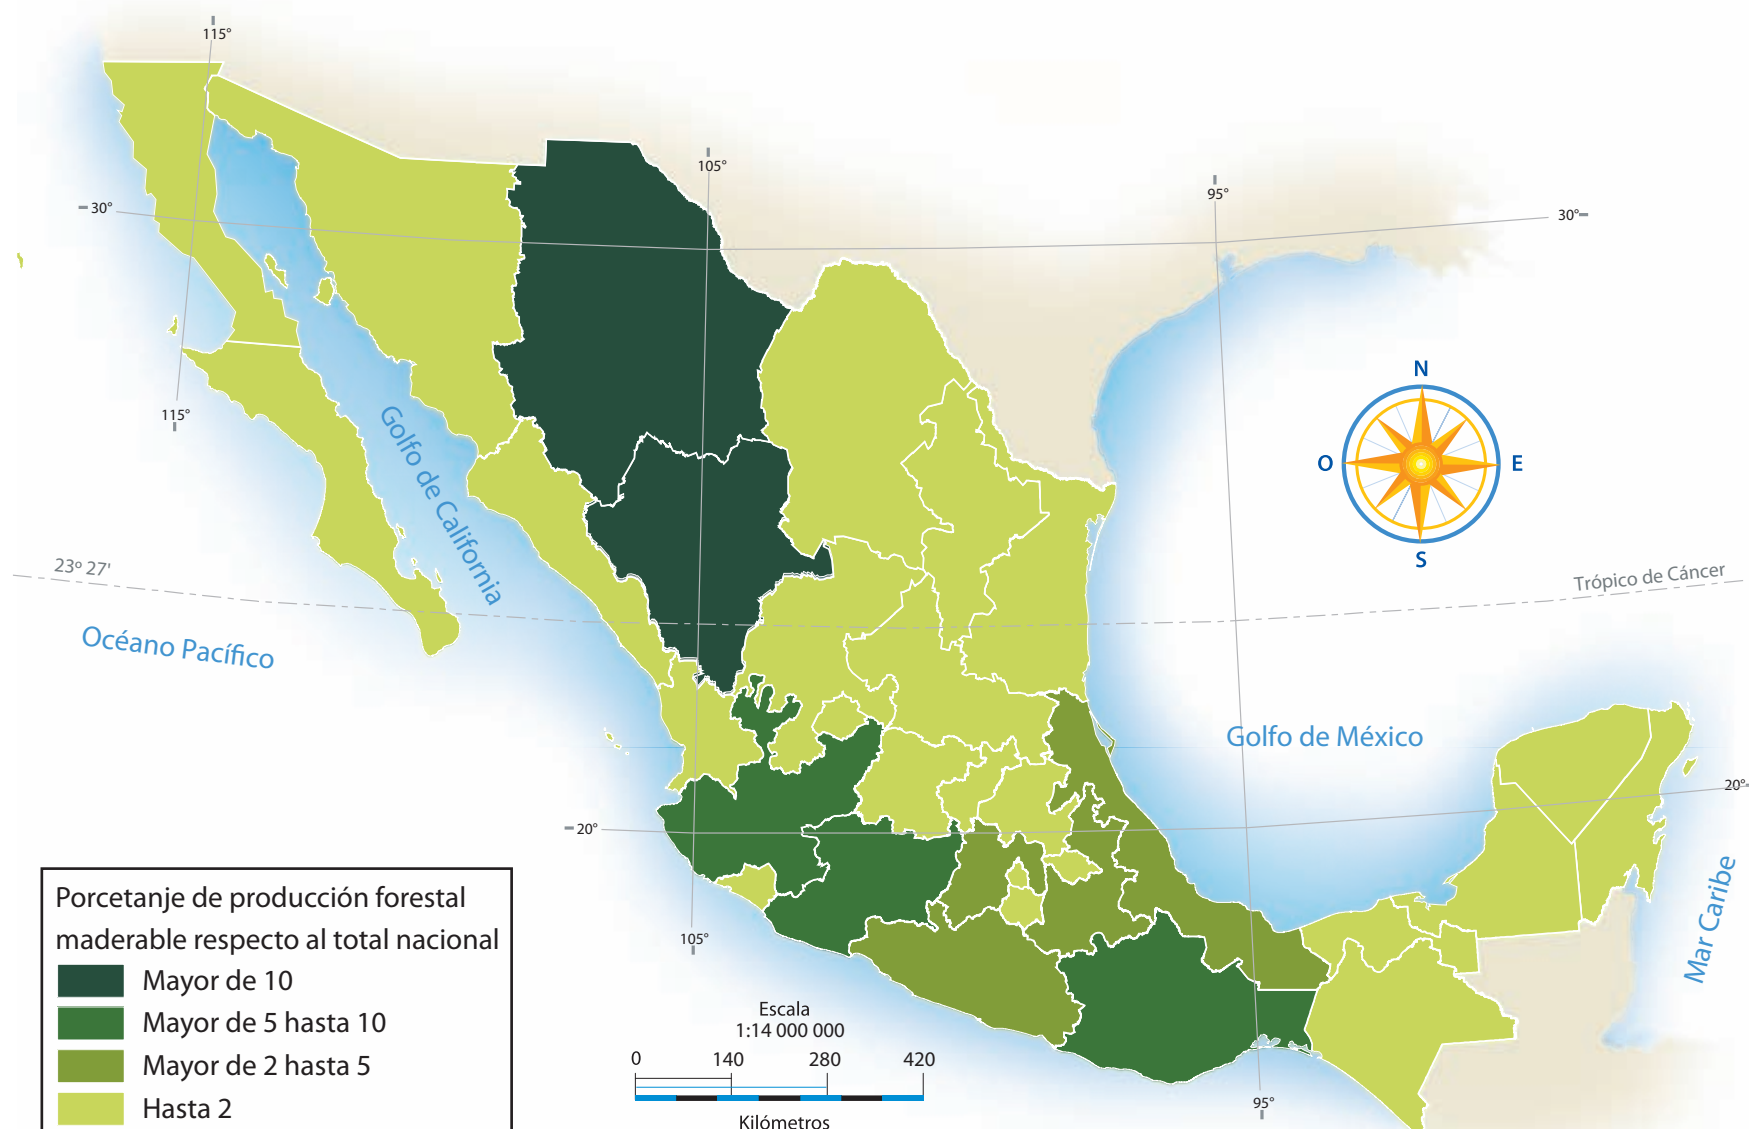 115°
105°
95°
30°
30°
115°
Golfo de California
N
O
E
S
23º 27'
Trópico de Cáncer
Océano Pacífico
Golfo de México
20°
20°
Mar Caribe
105°
95°
Porcetanje de producción forestal
maderable respecto al total nacional
Mayor de 10
Mayor de 5 hasta 10
Mayor de 2 hasta 5
Hasta 2
Escala
1:14 000 000
0 140 280 420
Kilómetros